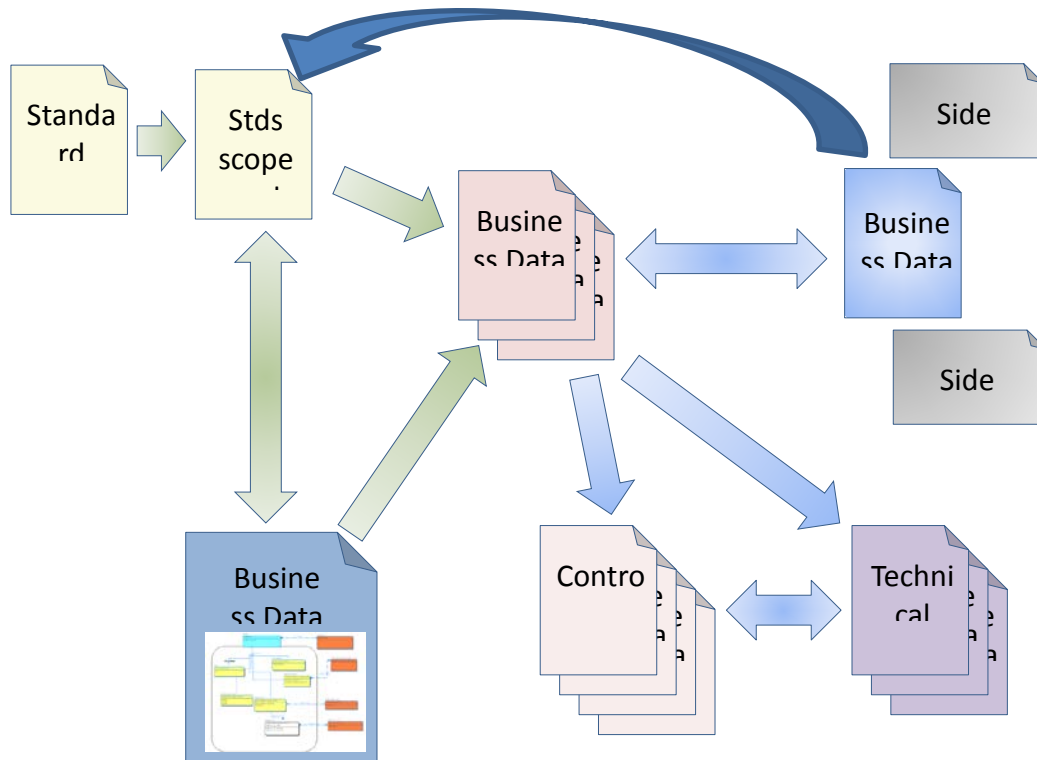 Standa
rd
Stds
scope
Side
Busine
ss Data
e
e
a
a
Busine
ss Data
Side
Busine
ss Data
Contro
e
e
e
a
a
a
Techni
cal
e
e
e
a
a
a